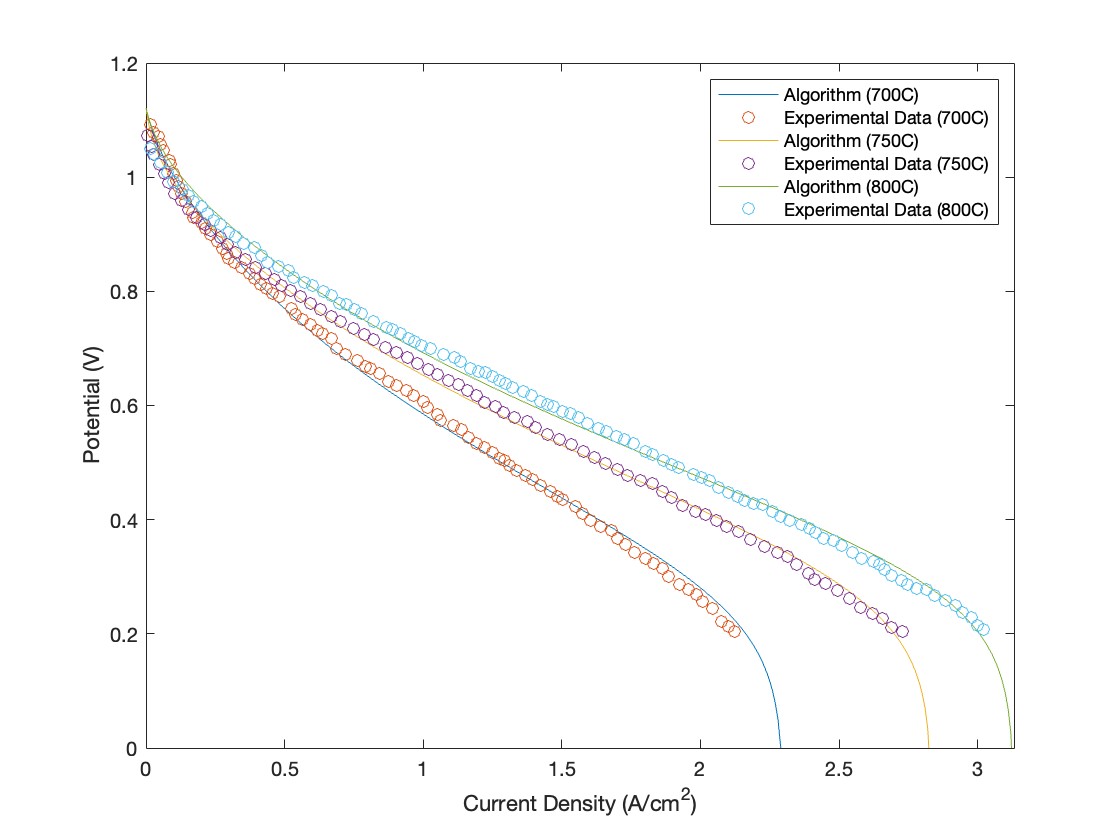 1.2
1
0.8
0.6
0.4
0.2
0
Potential (V)
Algorithm (700C)
Experimental Data (700C)
Algorithm (750C)
Experimental Data (750C)
Algorithm (800C)
Experimental Data (800C)
0 0.5 1 1.5 2 2.5 3
Current Density (A/cm²)